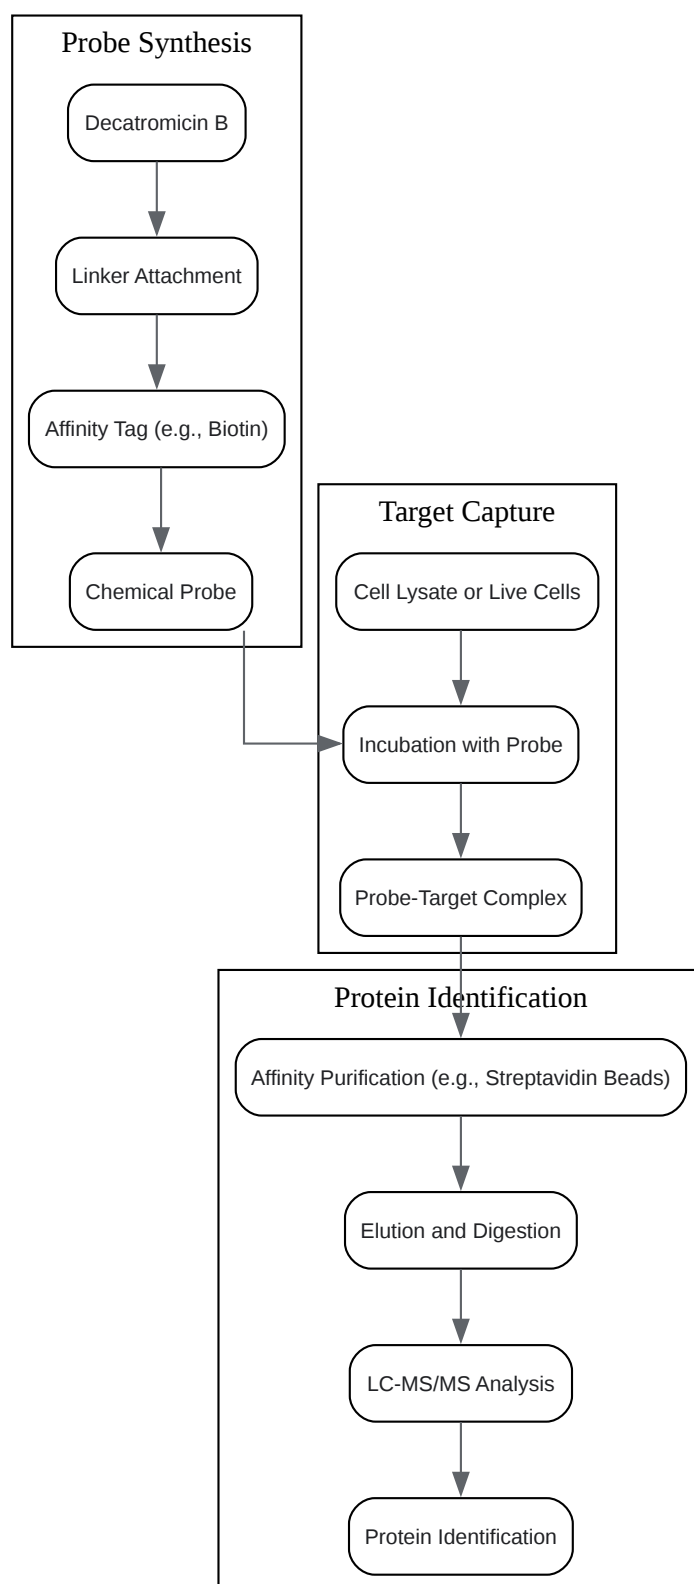 Probe Synthesis
Decatromicin B
Linker Attachment
Affinity Tag (e.g., Biotin)
Chemical Probe
Target Capture
Cell Lysate or Live Cells
Incubation with Probe
Probe-Target Complex
Protein Identification
Affinity Purification (e.g., Streptavidin Beads)
Elution and Digestion
LC-MS/MS Analysis
Protein Identification